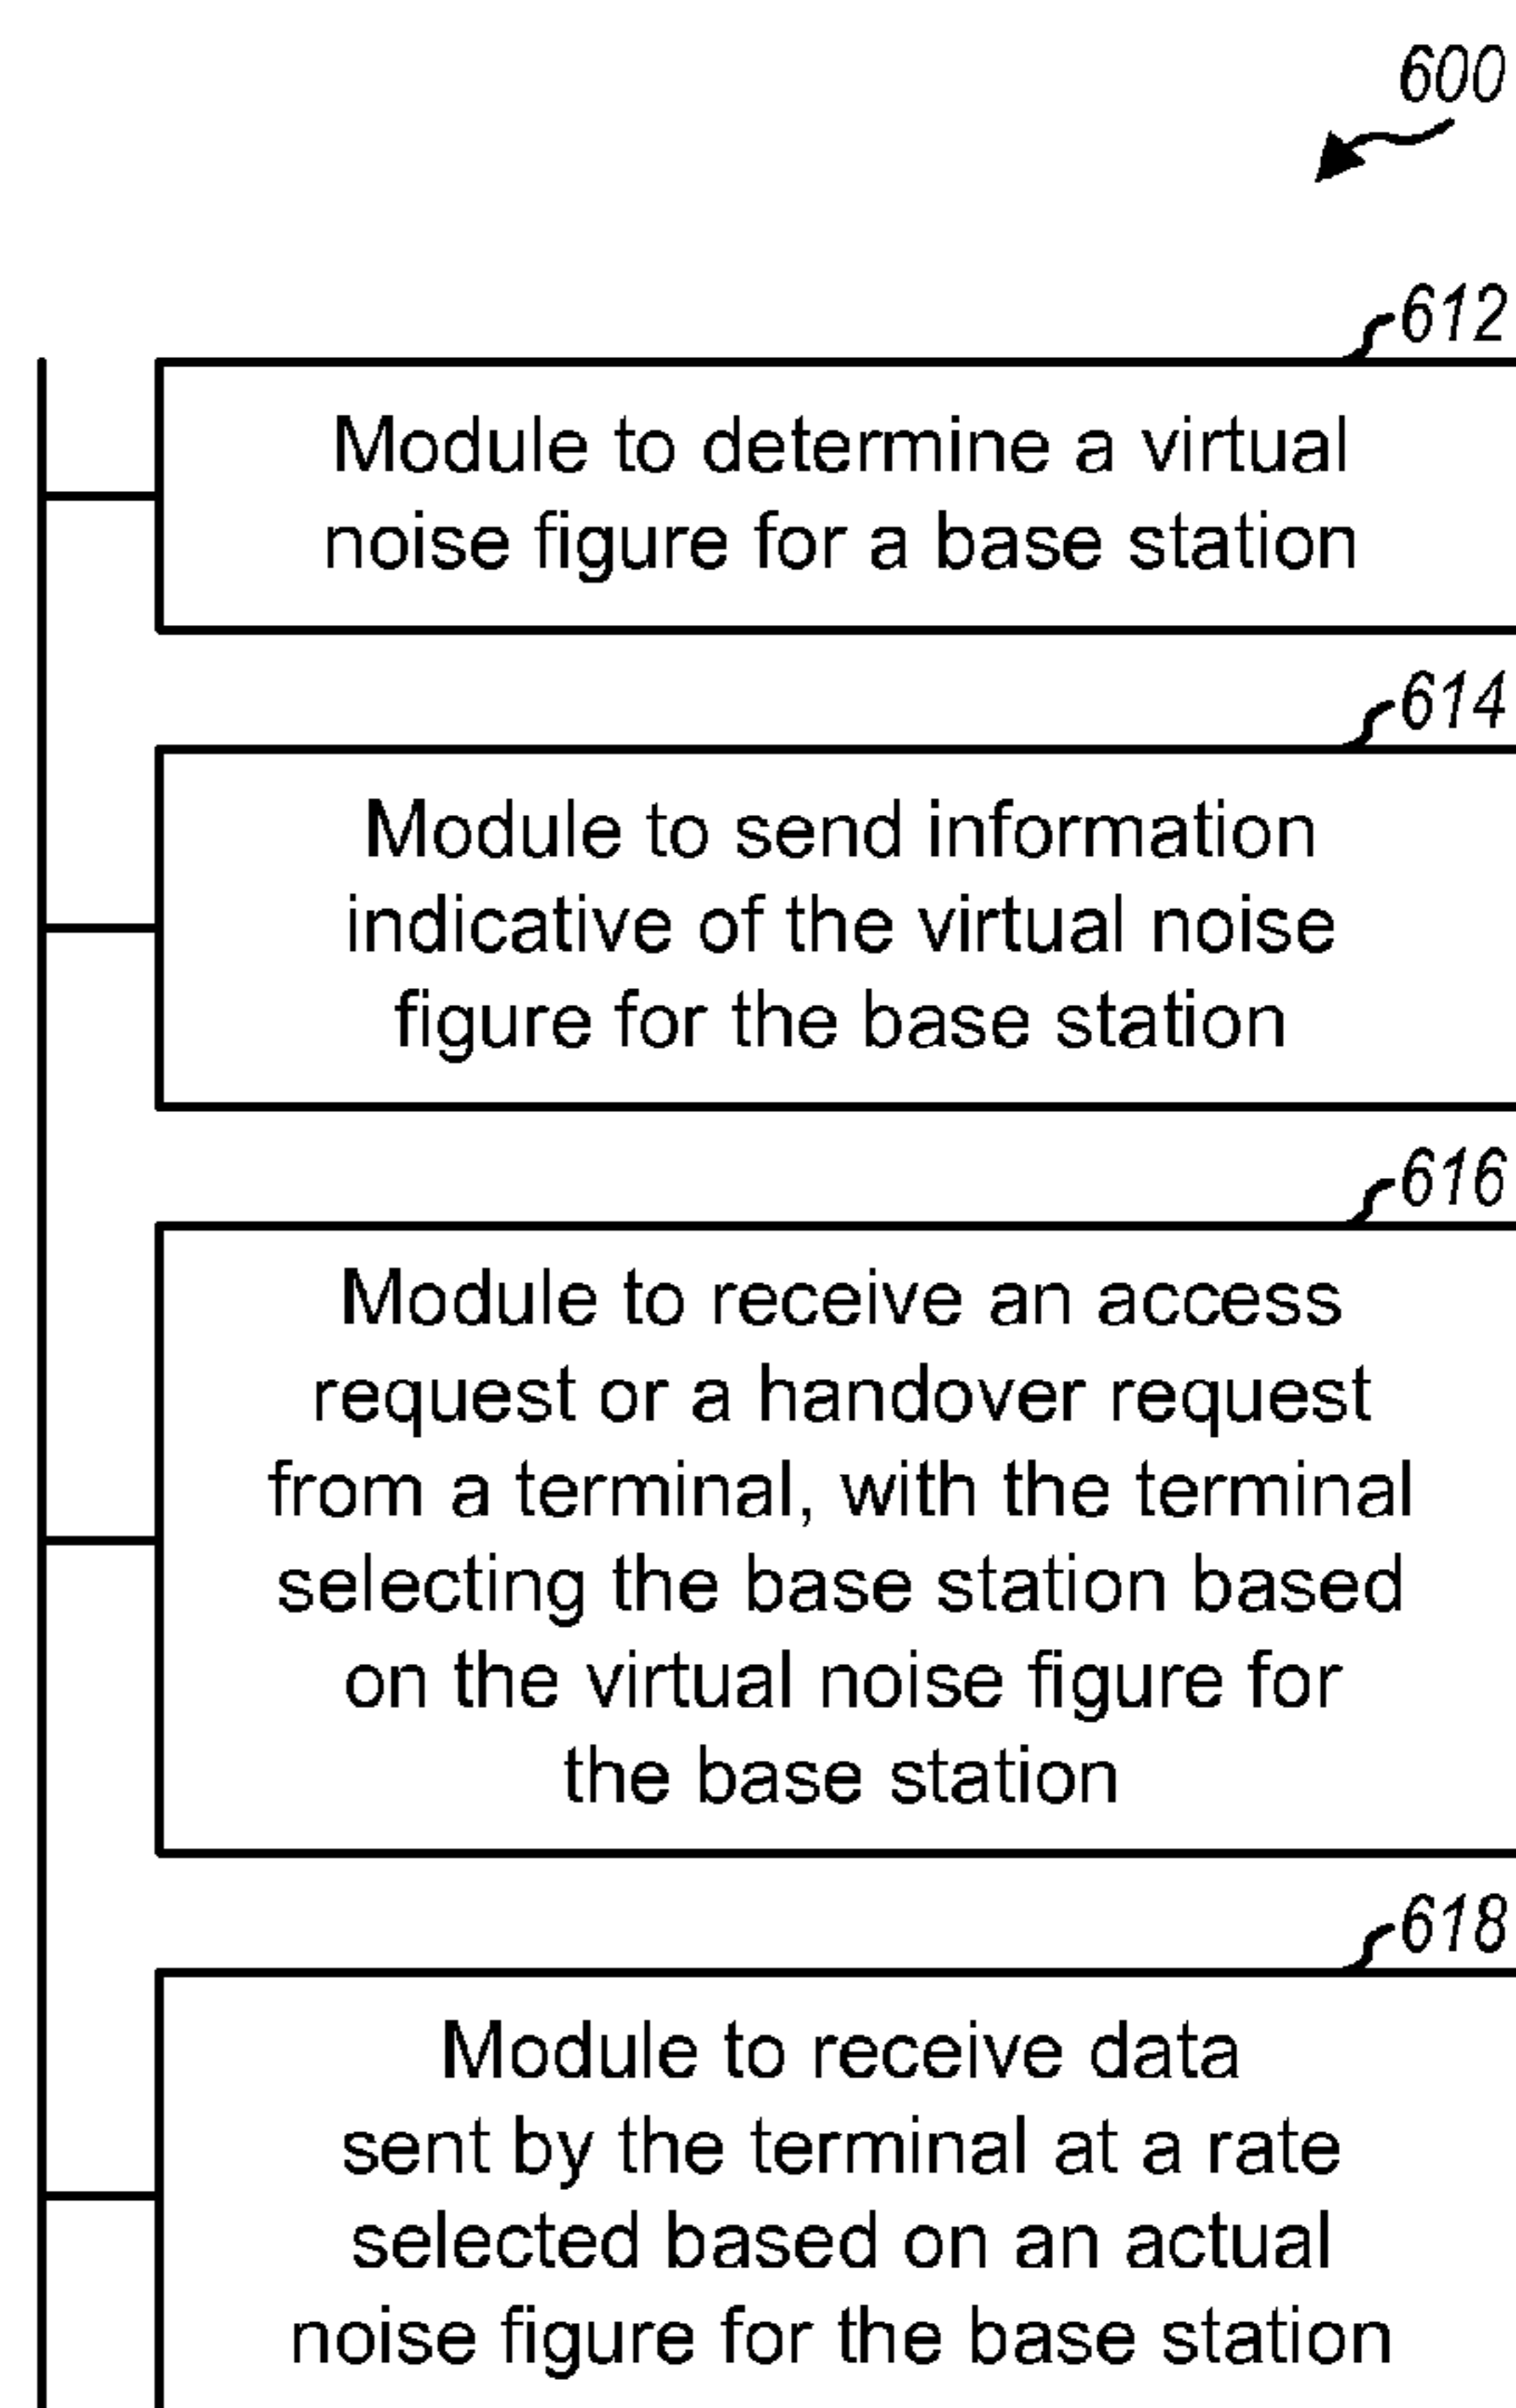 600
612
Module to determine a virtual
noise figure for a base station
614
Module to send information
indicative of the virtual noise
figure for the base station
616
Module to receive an access
request or a handover request
from a terminal, with the terminal
selecting the base station based
on the virtual noise figure for
the base station
618
Module to receive data
sent by the terminal at a rate
selected based on an actual
noise figure for the base station